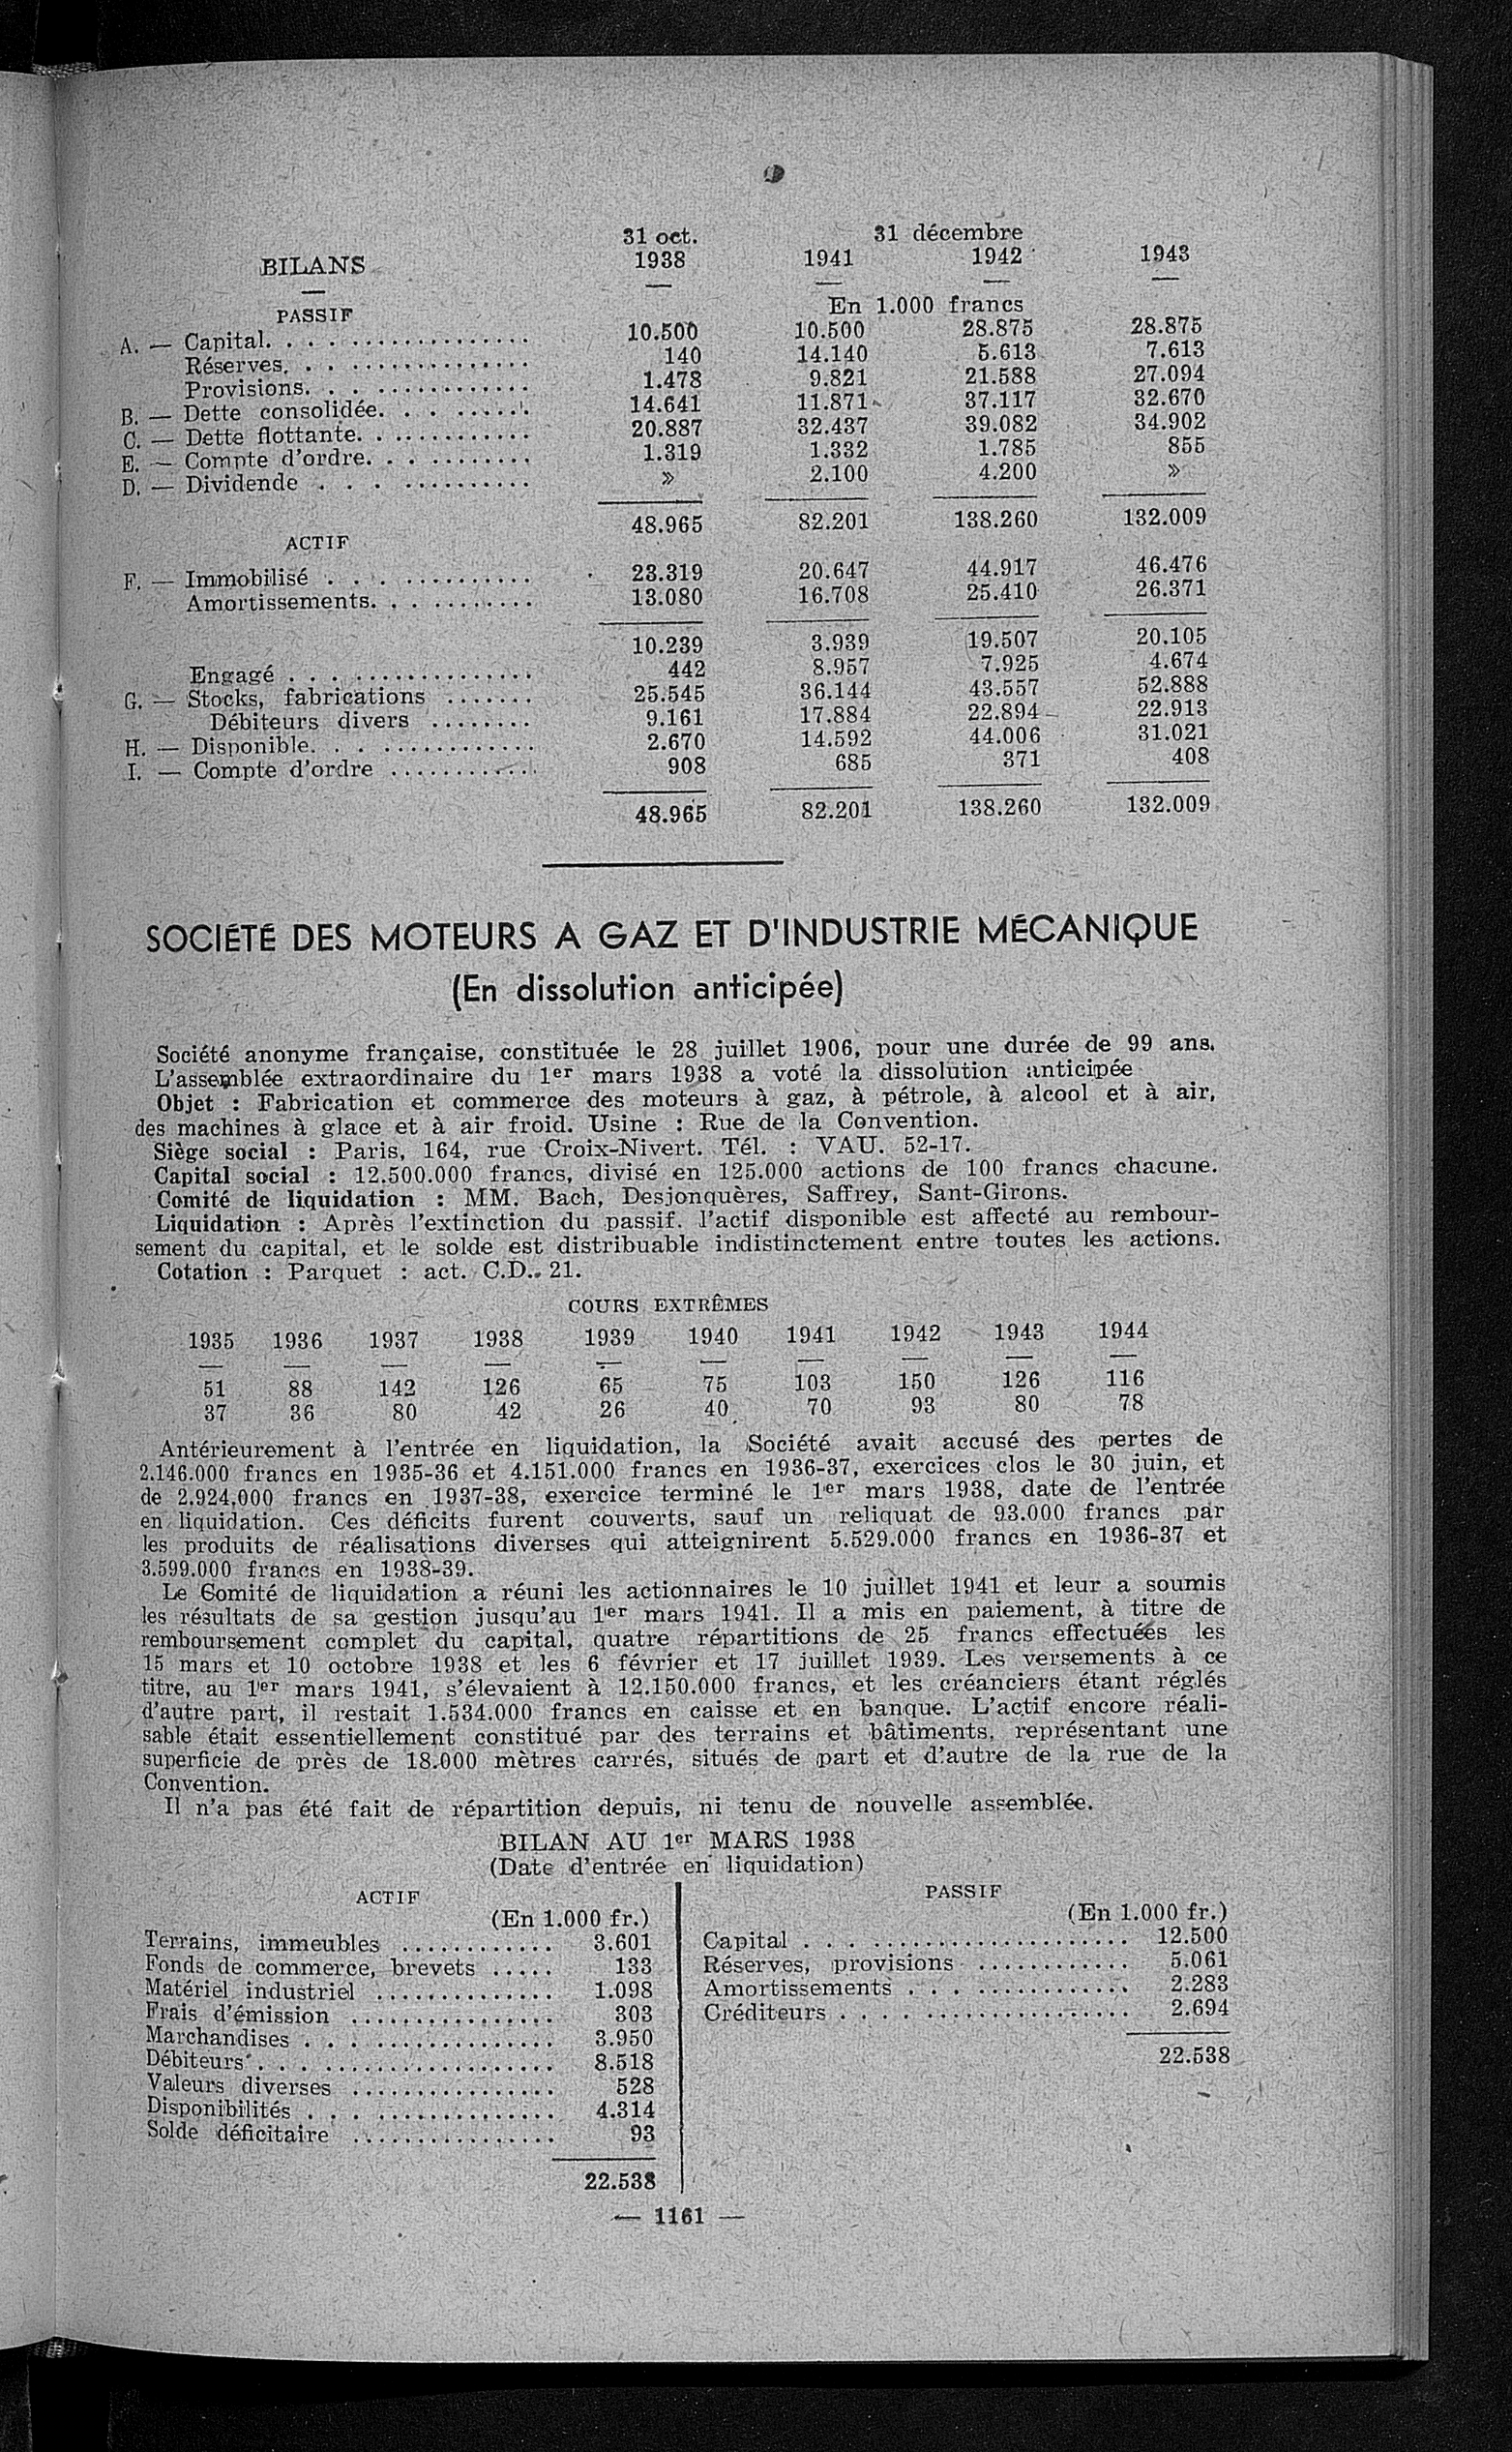 31 oct. 31 décembre
BILANS 1938 1941 1942 1943
PASSIF En 1.000 francs
A. — Capital. 10.500 10.500 28.875 28.875
Réserves. 140 14.140 5.613 7.613
Provisions. 1.478 9.821 21.588 27.094
B. — Dette consolidée. 14.641 11.871 37.117 32.670
C. — Dette flottante. 20.887 32.437 39.082 34.902
E. — Compte d'ordre. 1.319 1.332 1.785 855
D. — Dividende » 2.100 4.200 »
48.965 82.201 138.260 132.009
ACTIF
F. — Immobilisé 23.319 20.647 44.917 46.476
Amortissements. 13.080 16.708 25.410 26.371
10.239 3.939 19.507 20.105
Engagé 442 8.957 7.925 4.674
G. — Stocks, fabrications 25.545 36.144 43.557 52.888
Débiteurs divers 9.161 17.884 22.894 22.913
H. — Disponible. 2.670 14.592 44.006 31.021
I. — Compte d'ordre 908 685 371 408
48.965 82.201 138.260 132.009
SOCIÉTÉ DES MOTEURS A GAZ ET D'INDUSTRIE MÉCANIQUE
(En dissolution anticipée)
Société anonyme française, constituée le 28 juillet 1906, pour une durée de 99 ans.
L'assemblée extraordinaire du 1er mars 1938 a voté la dissolution anticipée
Objet : Fabrication et commerce des moteurs à gaz, à pétrole, à alcool et à air,
des machines à glace et à air froid. Usine : Rue de la Convention.
Siège social : Paris, 164, rue Croix-Nivert. Tél. : VAU. 52-17.
Capital social : 12.500.000 francs, divisé en 125.000 actions de 100 francs chacune.
Comité de liquidation : MM. Bach, Desjonquères, Saffrey, Sant-Girons.
Liquidation : Après l'extinction du passif. l'actif disponible est affecté au rembour-
sement du capital, et le solde est distribuable indistinctement entre toutes les actions.
Cotation : Parquet : act. C.D.. 21.
COURS EXTRÊMES
1935 1936 1937 1938 1939 1940 1941 1942 1943 1944
51 88 142 126 65 75 103 150 126 116
37 36 80 42 26 40 70 93 80 78
Antérieurement à l'entrée en liquidation, la Société avait accusé des pertes de
2.146.000 francs en 1935-36 et 4.151.000 francs en 1936-37, exercices clos le 30 juin, et
de 2.924.000 francs en 1937-38, exercice terminé le 1er mars 1938, date de l'entrée
en liquidation. Ces déficits furent couverts, sauf un reliquat de 93.000 francs par
les produits de réalisations diverses qui atteignirent 5.529.000 francs en 1936-37 et
3.599.000 francs en 1938-39.
Le Comité de liquidation a réuni les actionnaires le 10 juillet 1941 et leur a soumis
les résultats de sa gestion jusqu'au 1er mars 1941. Il a mis en paiement, à titre de
remboursement complet du capital, quatre répartitions de 25 francs effectuées les
15 mars et 10 octobre 1938 et les 6 février et 17 juillet 1939. Les versements à ce
titre, au 1er mars 1941, s'élevaient à 12.150.000 francs, et les créanciers étant réglés
d'autre part, il restait 1.534.000 francs en caisse et en banque. L'actif encore réali-
sable était essentiellement constitué par des terrains et bâtiments, représentant une
superficie de près de 18.000 mètres carrés, situés de part et d'autre de la rue de la
Convention.
Il n'a pas été fait de répartition depuis, ni tenu de nouvelle assemblée.
BILAN AU 1er MARS 1938
(Date d'entrée en liquidation)
ACTIF
(En 1.000 fr.)
Terrains, immeubles 3.601
Fonds de commerce, brevets 133
Matériel industriel 1.098
Frais d'émission 303
Marchandises 3.950
Débiteurs 8.518
Valeurs diverses 528
Disponibilités 4.314
Solde déficitaire 93
22.538
PASSIF
(En 1.000 fr.)
Capital 12.500
Réserves, provisions 5.061
Amortissements 2.283
Créditeurs 2.694
22.538
— 1161 —